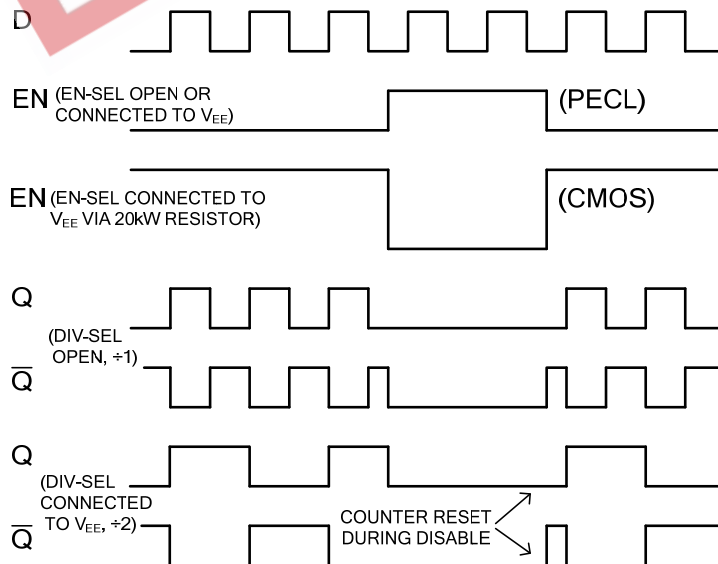 D
EN (EN-SEL OPEN OR
CONNECTED TO VEE)
(PECL)
EN (EN-SEL CONNECTED TO
VEE VIA 20kW RESISTOR)
(CMOS)
Q
(DIV-SEL
OPEN, ÷1)
Q̅
Q
(DIV-SEL
CONNECTED
TO VEE, ÷2)
Q̅
COUNTER RESET
DURING DISABLE